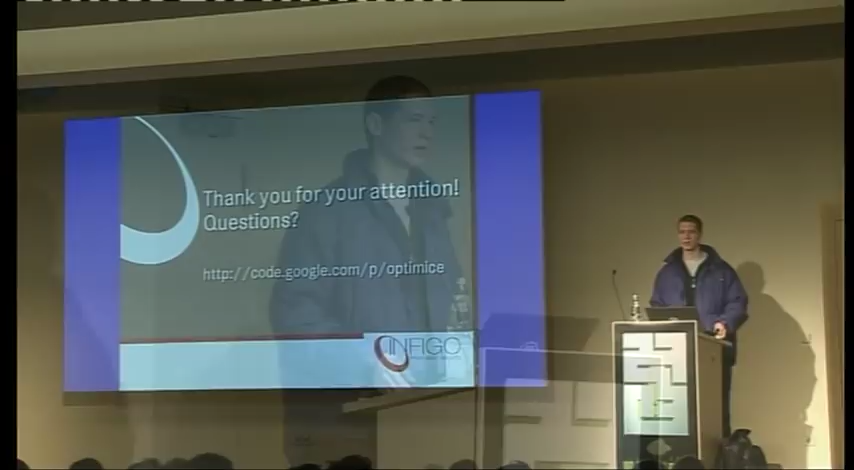 Thank you for your attention!
Questions?
http://code.google.com/p/optimice
INFIGO